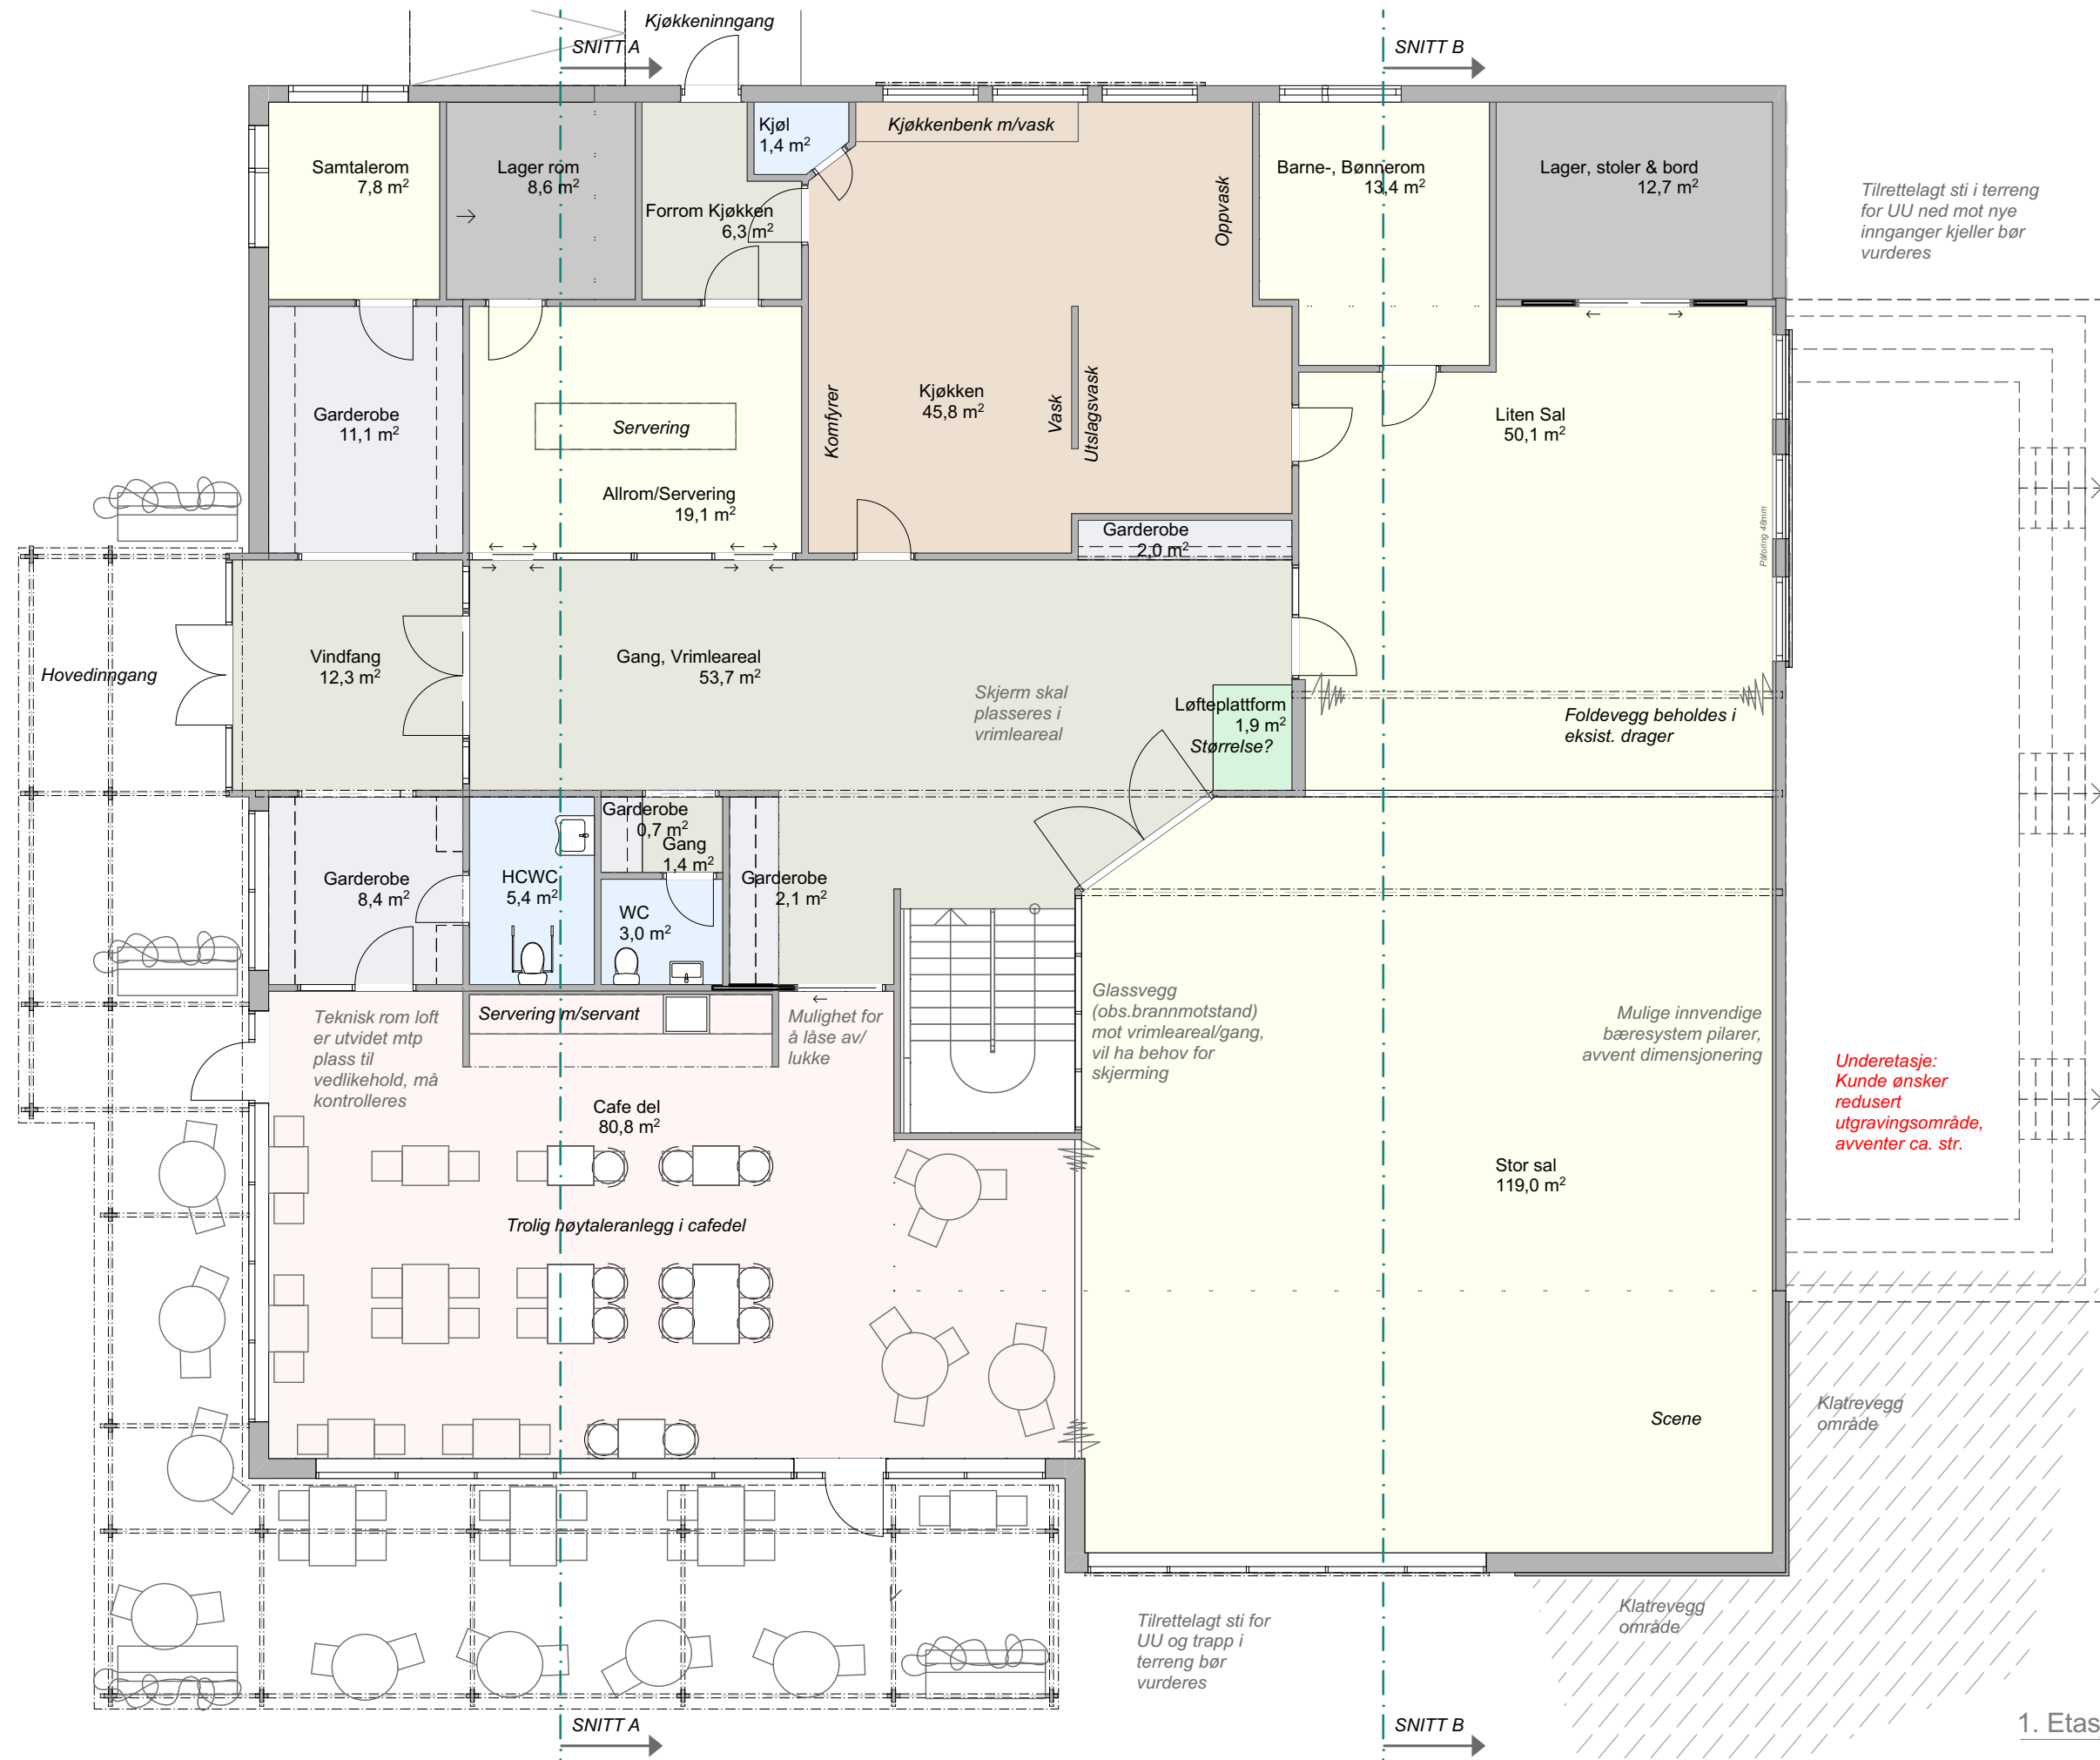 Kjøkkeninngang
SNITT A
SNITT B
Samtalerom
7,8 m²
Lager rom
8,6 m²
Forrom Kjøkken
6,3 m²
Kjøl
1,4 m²
Kjøkkenbenk m/vask
Oppvask
Barne-, Bønnerom
13,4 m²
Lager, stoler & bord
12,7 m²
Tilrettelagt sti i terreng
for UU ned mot nye
innganger kjeller bør
vurderes
Garderobe
11,1 m²
Servering
Allrom/Servering
19,1 m²
Komfyrer
Kjøkken
45,8 m²
Vask
Utslagsvask
Liten Sal
50,1 m²
Påforing 48mm
Garderobe
2,0 m²
Hovedinngang
Vindfang
12,3 m²
Gang, Vrimleareal
53,7 m²
Skjerm skal
plasseres i
vrimleareal
Løfteplattform
1,9 m²
Størrelse?
Foldevegg beholdes i
eksist. drager
Garderobe
8,4 m²
HCWC
5,4 m²
Garderobe
0,7 m²
Gang
1,4 m²
WC
3,0 m²
Garderobe
2,1 m²
Teknisk rom loft
er utvidet mtp
plass til
vedlikehold, må
kontrolleres
Servering m/servant
Mulighet for
å låse av/
lukke
Glassvegg
(obs.brannmotstand)
mot vrimleareal/gang,
vil ha behov for
skjerming
Mulige innvendige
bæresystem pilarer,
avvent dimensjonering
Underetasje:
Kunde ønsker
redusert
utgravingsområde,
avventer ca. str.
Cafe del
80,8 m²
Trolig høytaleranlegg i cafedel
Stor sal
119,0 m²
Scene
Klatrevegg
område
Klatrevegg
område
Tilrettelagt sti for
UU og trapp i
terreng bør
vurderes
SNITT A
SNITT B
1. Etas